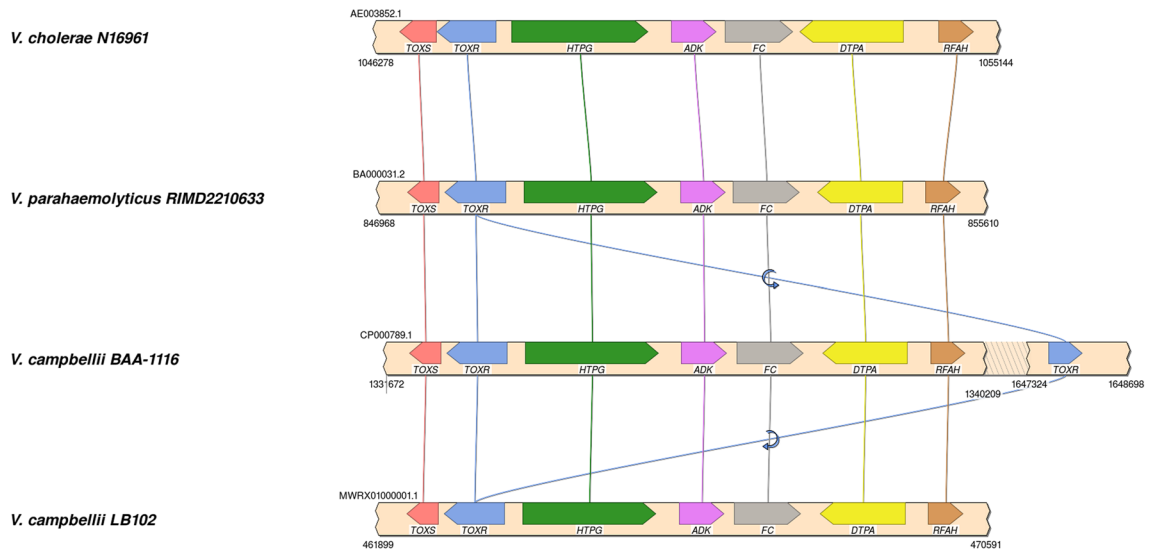 AE003852.1
V. cholerae N16961
TOXS TOXR HTPG ADK FC DTPA RFAH
1046278 1055144
BA000031.2
V. parahaemolyticus RIMD2210633
TOXS TOXR HTPG ADK FC DTPA RFAH
846968 855610
CP000789.1
V. campbellii BAA-1116
TOXS TOXR HTPG ADK FC DTPA RFAH TOXR
1331672 1340209 1647324 1648698
MWRX01000001.1
V. campbellii LB102
TOXS TOXR HTPG ADK FC DTPA RFAH
461899 470591